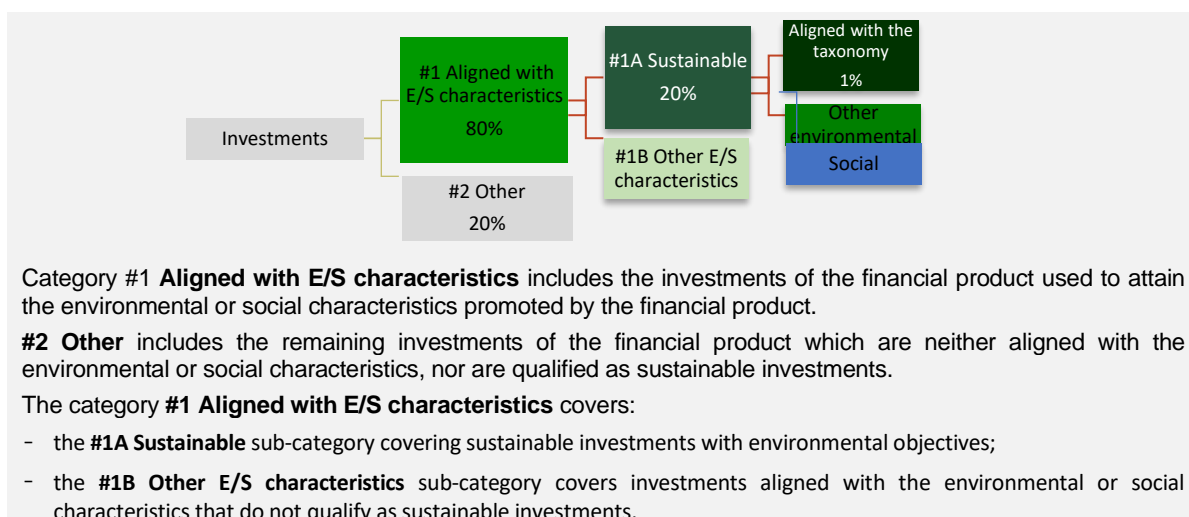 Investments
#1 Aligned with
E/S characteristics
80%
#2 Other
20%
#1A Sustainable
20%
#1B Other E/S
characteristics
Aligned with the
taxonomy
1%
Other
environmental
Social
Category #1 Aligned with E/S characteristics includes the investments of the financial product used to attain
the environmental or social characteristics promoted by the financial product.
#2 Other includes the remaining investments of the financial product which are neither aligned with the
environmental or social characteristics, nor are qualified as sustainable investments.
The category #1 Aligned with E/S characteristics covers:
- the #1A Sustainable sub-category covering sustainable investments with environmental objectives;
- the #1B Other E/S characteristics sub-category covers investments aligned with the environmental or social
characteristics that do not qualify as sustainable investments.